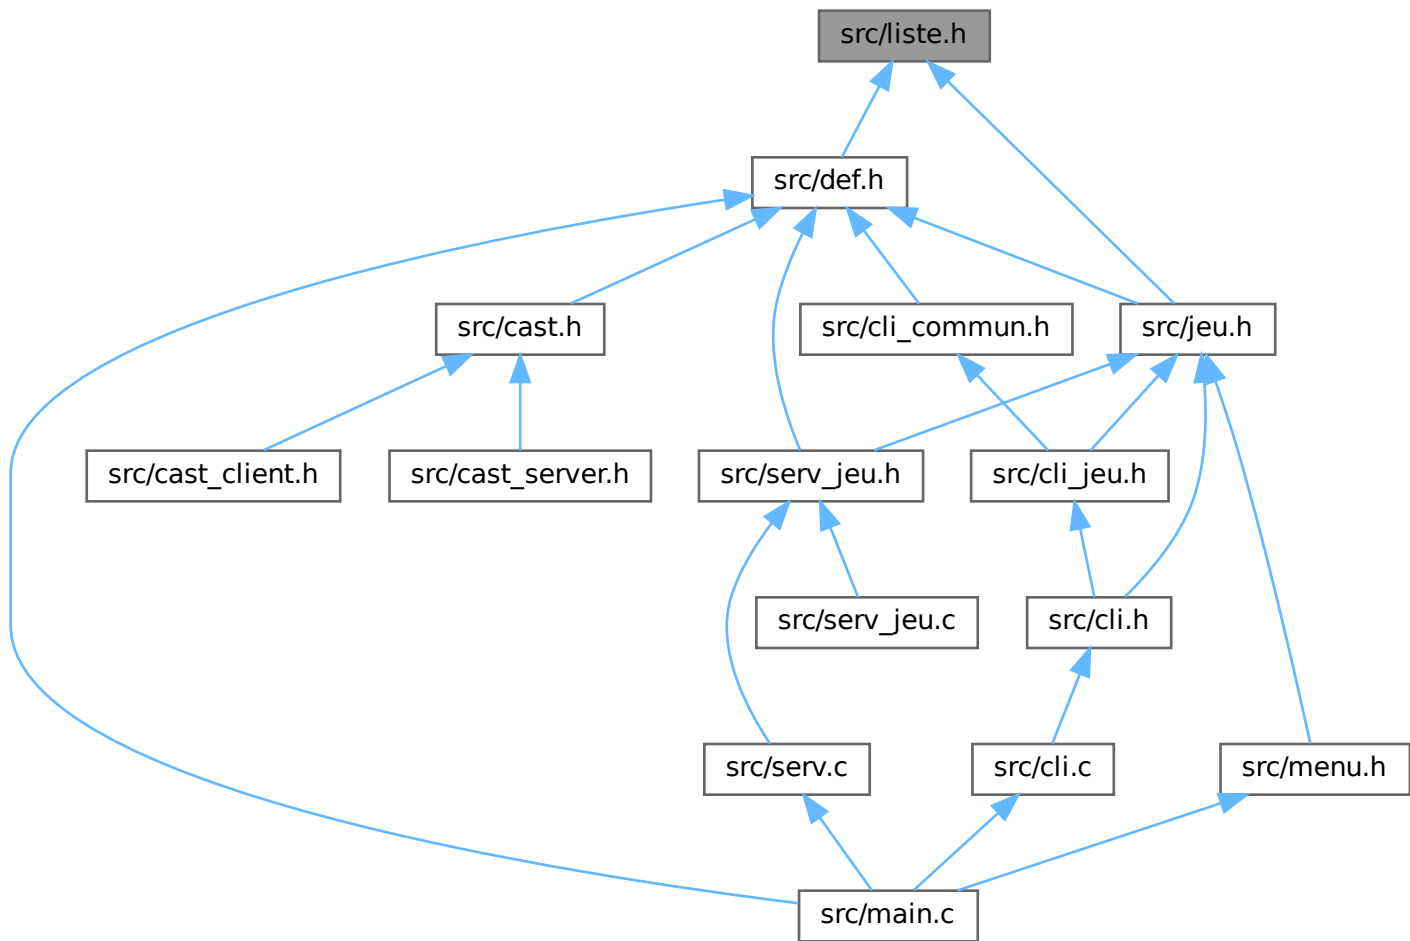 src/liste.h
src/def.h
src/cast.h
src/cli_commun.h
src/jeu.h
src/cast_client.h
src/cast_server.h
src/serv_jeu.h
src/cli_jeu.h
src/serv_jeu.c
src/cli.h
src/serv.c
src/cli.c
src/menu.h
src/main.c